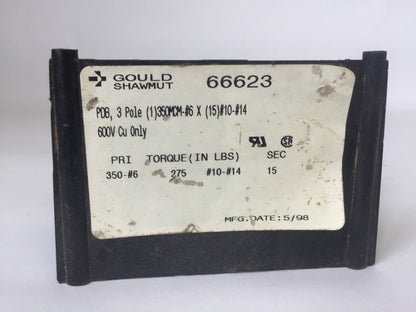 GOULD
SHAWMUT
66623
PDB, 3 Pole (1)350MCM-#6 X (15)#10-#14
600V Cu Only
PRI TORQUE(IN LBS) SEC
350-#6 275 #10-#14 15
MFG.DATE:5/98